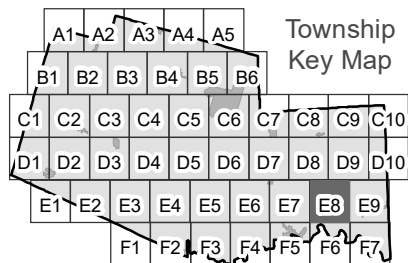 Township
Key Map
A1 A2 A3 A4 A5
B1 B2 B3 B4 B5 B6
C1 C2 C3 C4 C5 C6 C7 C8 C9 C10
D1 D2 D3 D4 D5 D6 D7 D8 D9 D10
E1 E2 E3 E4 E5 E6 E7 E8 E9
F1 F2 F3 F4 F5 F6 F7